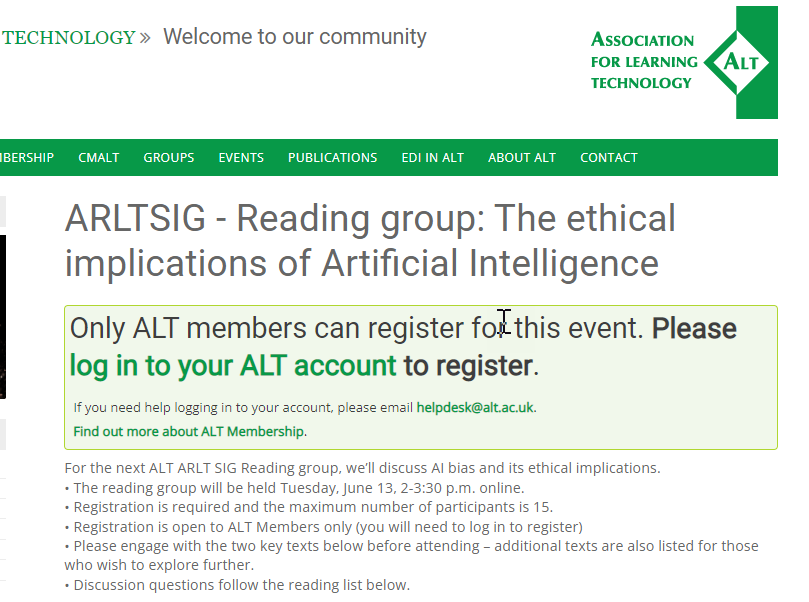 TECHNOLOGY » Welcome to our community
ASSOCIATION
FOR LEARNING
TECHNOLOGY
ALT
MBERSHIP CMALT GROUPS EVENTS PUBLICATIONS EDI IN ALT ABOUT ALT CONTACT
ARLTSIG - Reading group: The ethical
implications of Artificial Intelligence
Only ALT members can register for this event. Please
log in to your ALT account to register.
If you need help logging in to your account, please email helpdesk@alt.ac.uk.
Find out more about ALT Membership.
For the next ALT ARLT SIG Reading group, we'll discuss AI bias and its ethical implications.
• The reading group will be held Tuesday, June 13, 2-3:30 p.m. online.
• Registration is required and the maximum number of participants is 15.
• Registration is open to ALT Members only (you will need to log in to register)
• Please engage with the two key texts below before attending – additional texts are also listed for those
who wish to explore further.
• Discussion questions follow the reading list below.